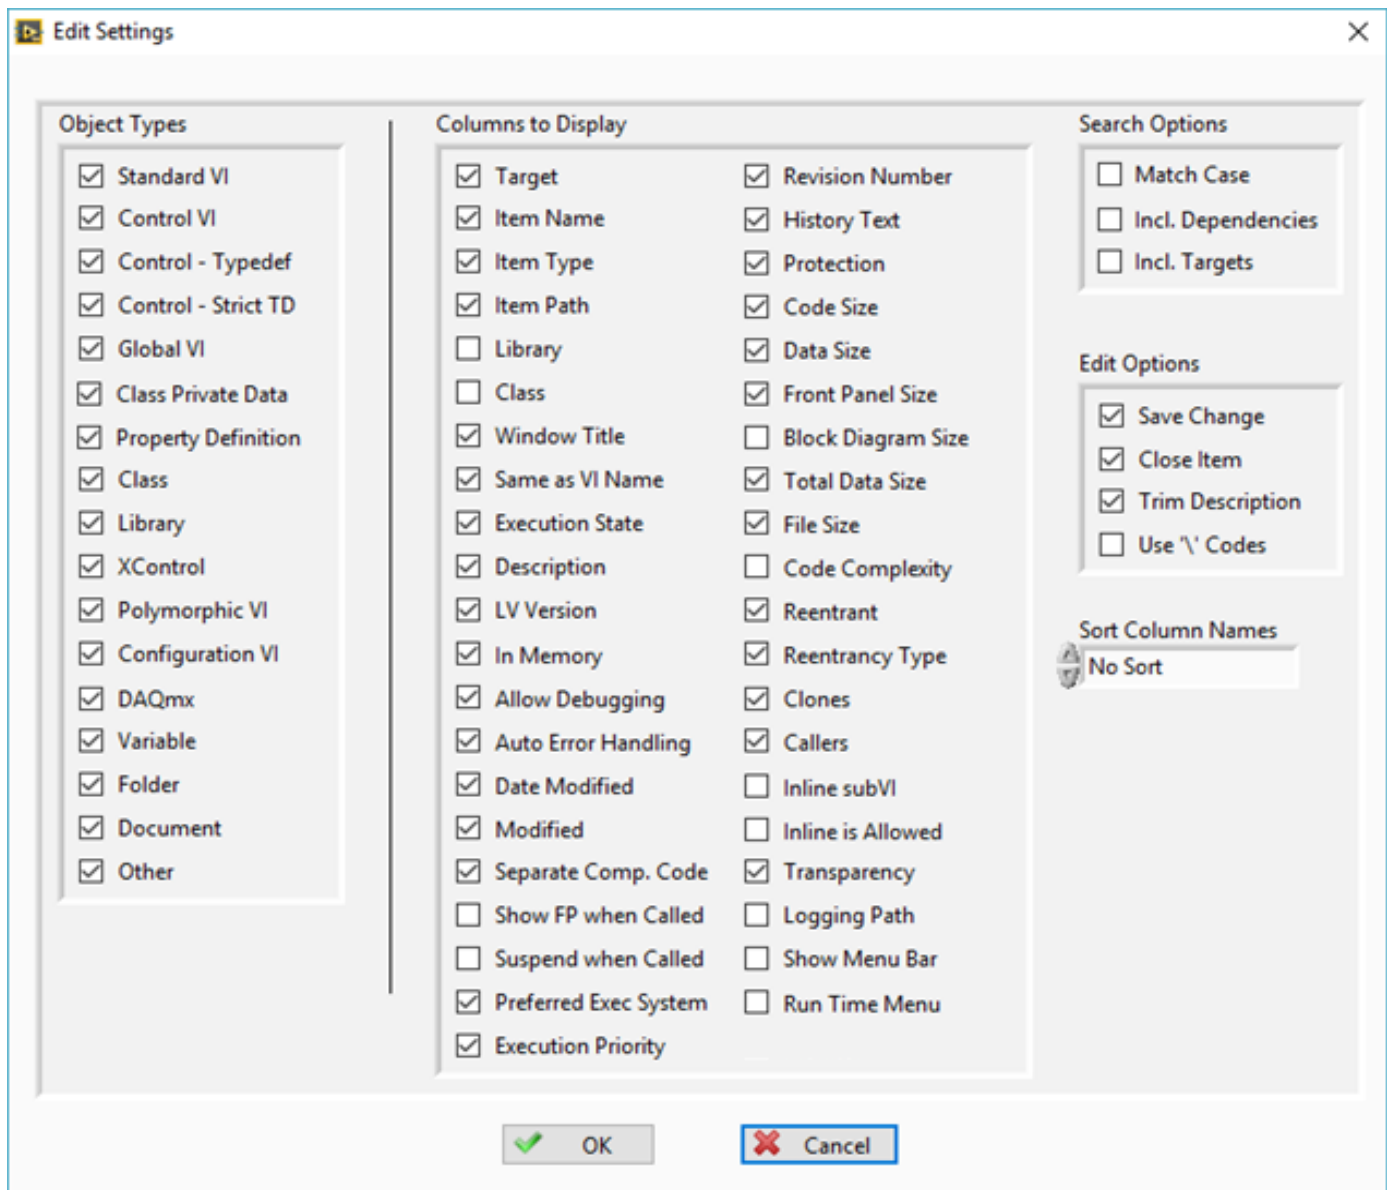 Edit Settings
Object Types
Standard VI
Control VI
Control - Typedef
Control - Strict TD
Global VI
Class Private Data
Property Definition
Class
Library
XControl
Polymorphic VI
Configuration VI
DAQmx
Variable
Folder
Document
Other
Columns to Display
Target
Item Name
Item Type
Item Path
Library
Class
Window Title
Same as VI Name
Execution State
Description
LV Version
In Memory
Allow Debugging
Auto Error Handling
Date Modified
Modified
Separate Comp. Code
Show FP when Called
Suspend when Called
Preferred Exec System
Execution Priority
Revision Number
History Text
Protection
Code Size
Data Size
Front Panel Size
Block Diagram Size
Total Data Size
File Size
Code Complexity
Reentrant
Reentrancy Type
Clones
Callers
Inline subVI
Inline is Allowed
Transparency
Logging Path
Show Menu Bar
Run Time Menu
Search Options
Match Case
Incl. Dependencies
Incl. Targets
Edit Options
Save Change
Close Item
Trim Description
Use '\' Codes
Sort Column Names
No Sort
OK
Cancel